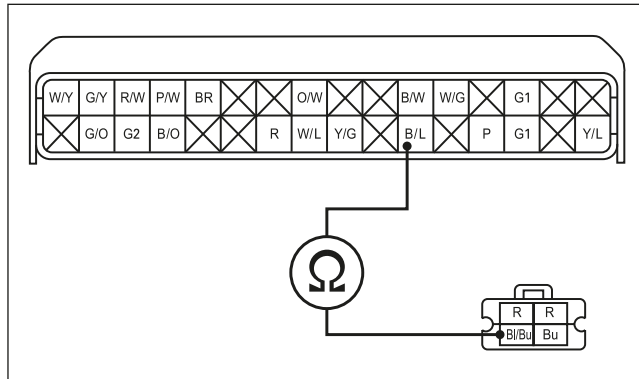 W/Y G/Y R/W P/W BR O/W B/W W/G G1
G/O G2 B/O R W/L Y/G B/L P G1 Y/L
Ω
R R
Bl/Bu Bu